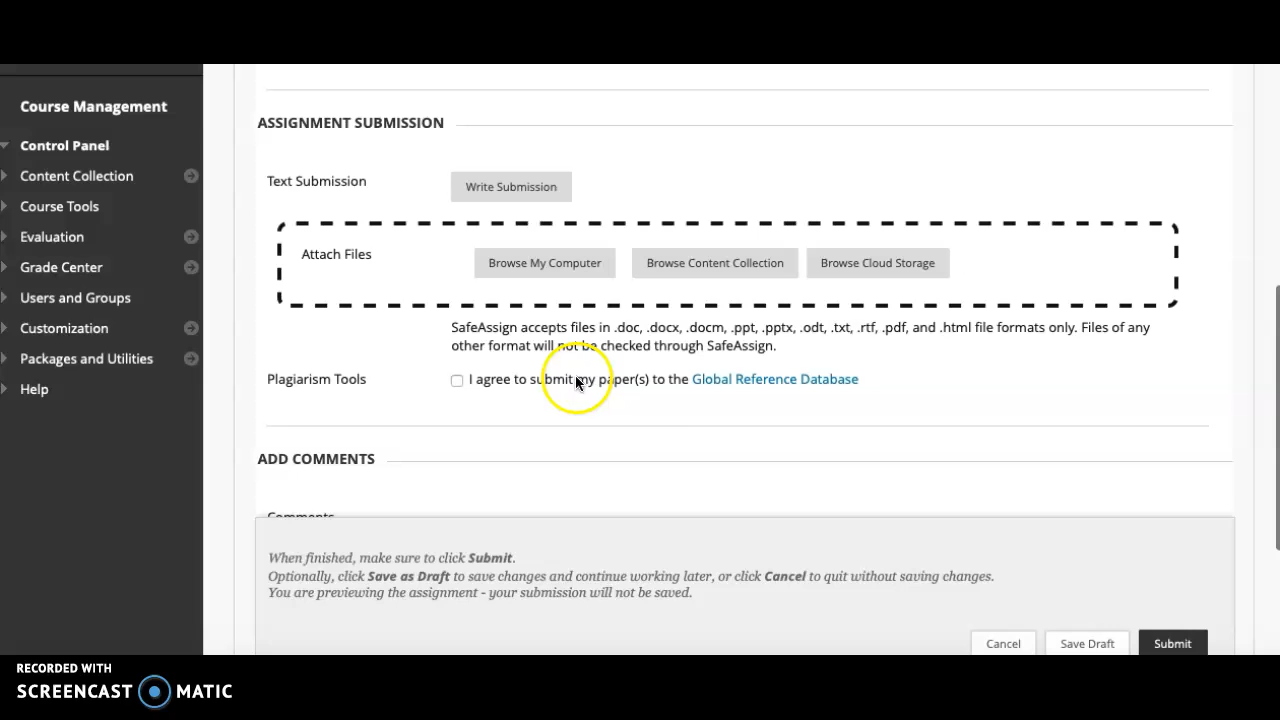 Course Management
Control Panel
Content Collection
Course Tools
Evaluation
Grade Center
Users and Groups
Customization
Packages and Utilities
Help
ASSIGNMENT SUBMISSION
Text Submission
Write Submission
Attach Files
Browse My Computer
Browse Content Collection
Browse Cloud Storage
SafeAssign accepts files in .doc, .docx, .docm, .ppt, .pptx, .odt, .txt, .rtf, .pdf, and .html file formats only. Files of any
other format will not be checked through SafeAssign.
Plagiarism Tools
I agree to submit my paper(s) to the Global Reference Database
ADD COMMENTS
Comments
When finished, make sure to click Submit.
Optionally, click Save as Draft to save changes and continue working later, or click Cancel to quit without saving changes.
You are previewing the assignment - your submission will not be saved.
Cancel
Save Draft
Submit
RECORDED WITH
SCREENCAST MATIC